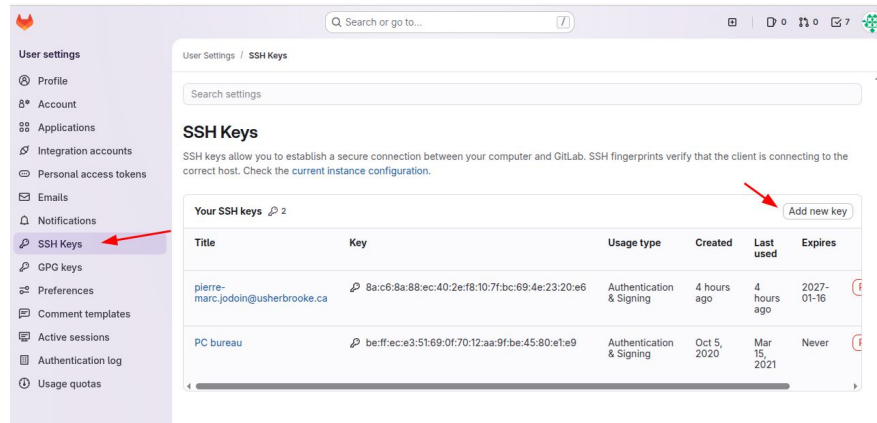 Search or go to... /
0 0 7
User settings
Profile
Account
Applications
Integration accounts
Personal access tokens
Emails
Notifications
SSH Keys
GPG keys
Preferences
Comment templates
Active sessions
Authentication log
Usage quotas
User Settings / SSH Keys
Search settings
SSH Keys
SSH keys allow you to establish a secure connection between your computer and GitLab. SSH fingerprints verify that the client is connecting to the
correct host. Check the current instance configuration.
Your SSH keys 2 Add new key
Title Key Usage type Created Last Expires
used
pierre- 8a:c6:8a:88:ec:40:2e:f8:10:7f:bc:69:4e:23:20:e6 Authentication 4 hours 4 2027-
marc.jodoin@usherbrooke.ca & Signing ago hours 01-16
ago
PC bureau be:ff:ec:e3:51:69:0f:70:12:aa:9f:be:45:80:e1:e9 Authentication Oct 5, Mar Never
& Signing 2020 15,
2021